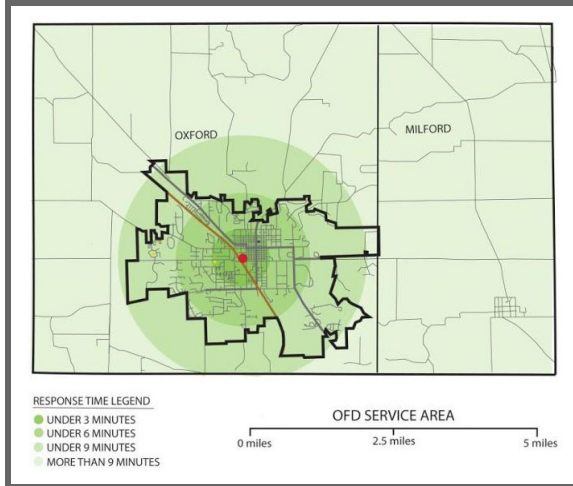 OXFORD
MILFORD
RESPONSE TIME LEGEND
UNDER 3 MINUTES
UNDER 6 MINUTES
UNDER 9 MINUTES
MORE THAN 9 MINUTES
OFD SERVICE AREA
0 miles
2.5 miles
5 miles